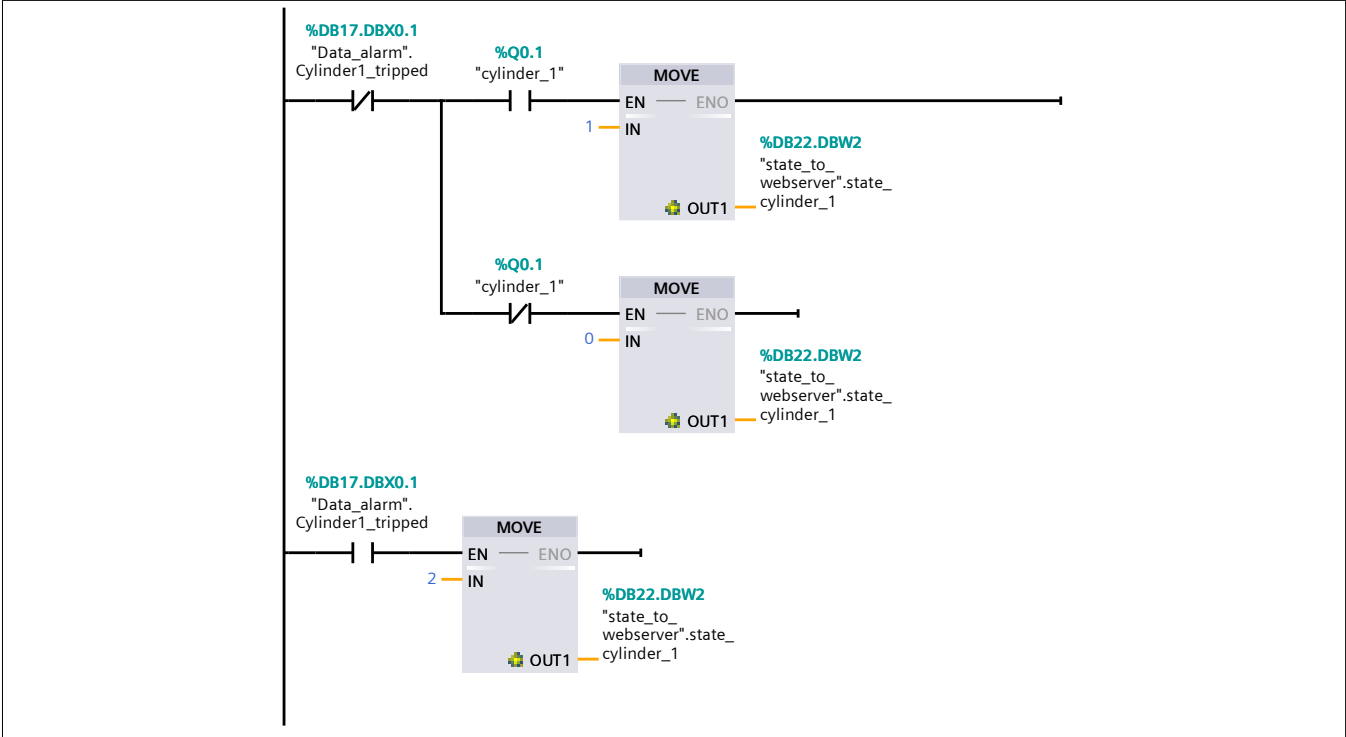 %DB17.DBX0.1
"Data_alarm".
Cylinder1_tripped
%Q0.1
"cylinder_1"
MOVE
EN ENO
1 IN
%DB22.DBW2
"state_to_
webserver".state_
cylinder_1
OUT1
%Q0.1
"cylinder_1"
MOVE
EN ENO
0 IN
%DB22.DBW2
"state_to_
webserver".state_
cylinder_1
OUT1
%DB17.DBX0.1
"Data_alarm".
Cylinder1_tripped
MOVE
EN ENO
2 IN
%DB22.DBW2
"state_to_
webserver".state_
cylinder_1
OUT1